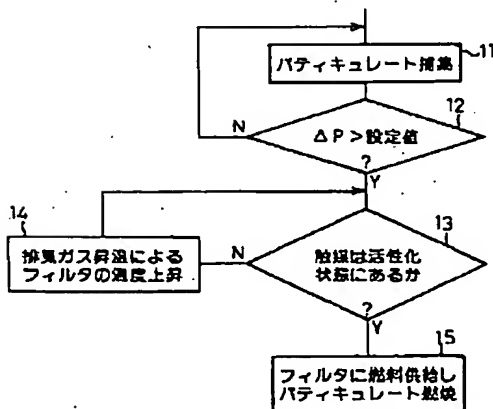 パティキュレート捕集
11
12
N
ΔP>設定値
?
Y
14
13
排気ガス昇温による
フィルタの温度上昇
N
触媒は活性化
状態にあるか
?
Y
15
フィルタに燃料供給し
パティキュレート燃焼